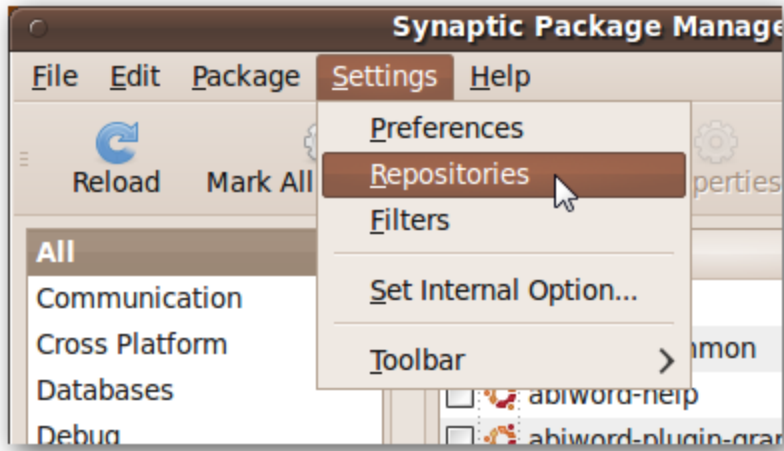 Synaptic Package Manage
File Edit Package Settings Help
Preferences
Repositories
Filters
Set Internal Option...
Toolbar
Reload Mark All perties
All
Communication
Cross Platform
Databases
Debug
mmon
abiword-help
abiword-plugin-gra